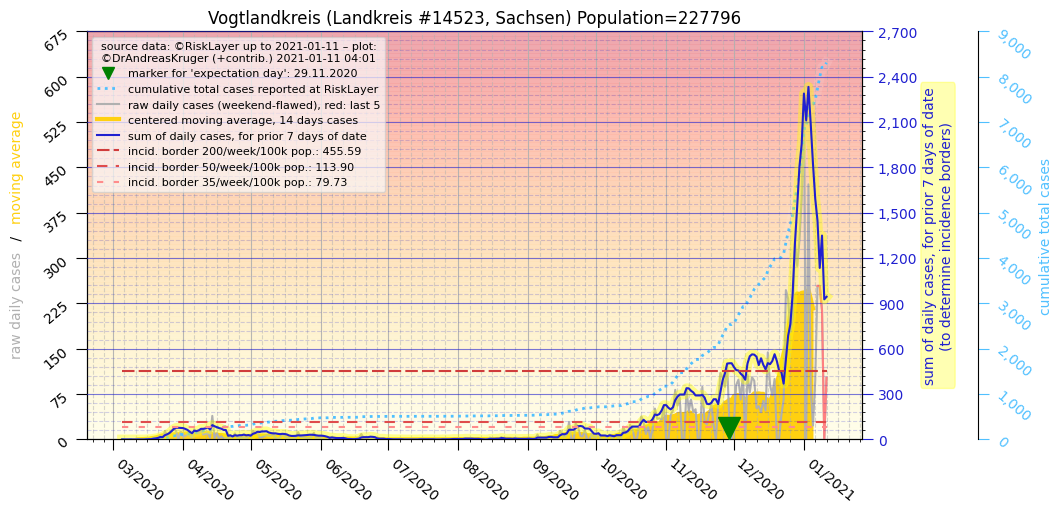 Vogtlandkreis (Landkreis #14523, Sachsen) Population=227796
source data: ©RiskLayer up to 2021-01-11 – plot:
©DrAndreasKruger (+contrib.) 2021-01-11 04:01
marker for 'expectation day': 29.11.2020
cumulative total cases reported at RiskLayer
raw daily cases (weekend-flawed), red: last 5
centered moving average, 14 days cases
sum of daily cases, for prior 7 days of date
incid. border 200/week/100k pop.: 455.59
incid. border 50/week/100k pop.: 113.90
incid. border 35/week/100k pop.: 79.73
raw daily cases / moving average
675
600
525
450
375
300
225
150
75
0
03/2020
04/2020
05/2020
06/2020
07/2020
08/2020
09/2020
10/2020
11/2020
12/2020
01/2021
2,700
2,400
2,100
1,800
1,500
1,200
900
600
300
0
sum of daily cases, for prior 7 days of date
(to determine incidence borders)
9,000
8,000
7,000
6,000
5,000
4,000
3,000
2,000
1,000
0
cumulative total cases